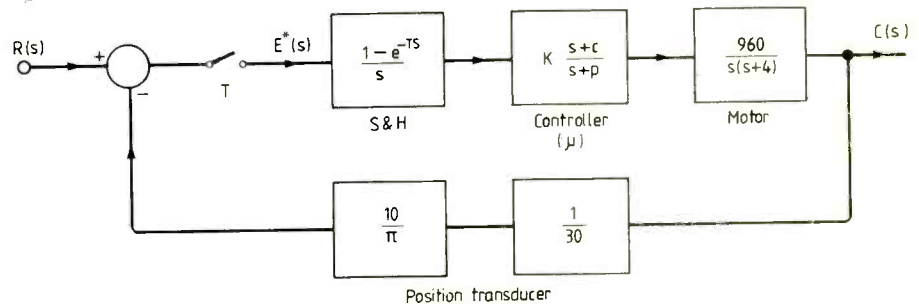 R(s)
+
−
T
E*(s)
1 − e^-TS
s
S & H
K s+c
s+p
Controller
(μ)
960
s(s+4)
Motor
C(s)
10
π
1
30
Position transducer